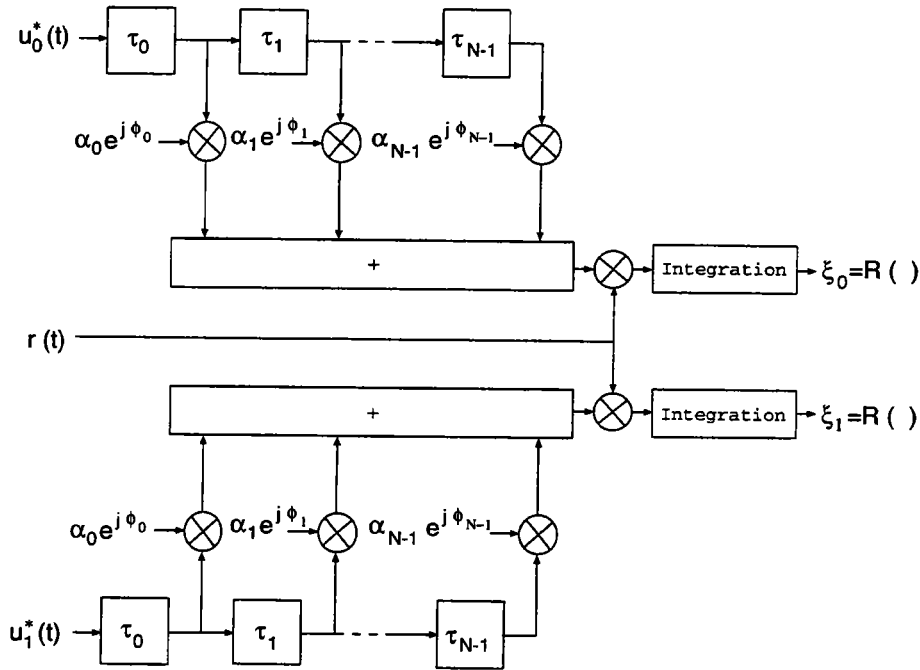 u₀*(t) τ₀ τ₁ τ_{N-1}
α₀e^{jϕ₀} α₁e^{jϕ₁} α_{N-1} e^{jϕ_{N-1}}
+ Integration ξ₀=R ( )
r (t)
+ Integration ξ₁=R ( )
α₀e^{jϕ₀} α₁e^{jϕ₁} α_{N-1} e^{jϕ_{N-1}}
u₁*(t) τ₀ τ₁ τ_{N-1}